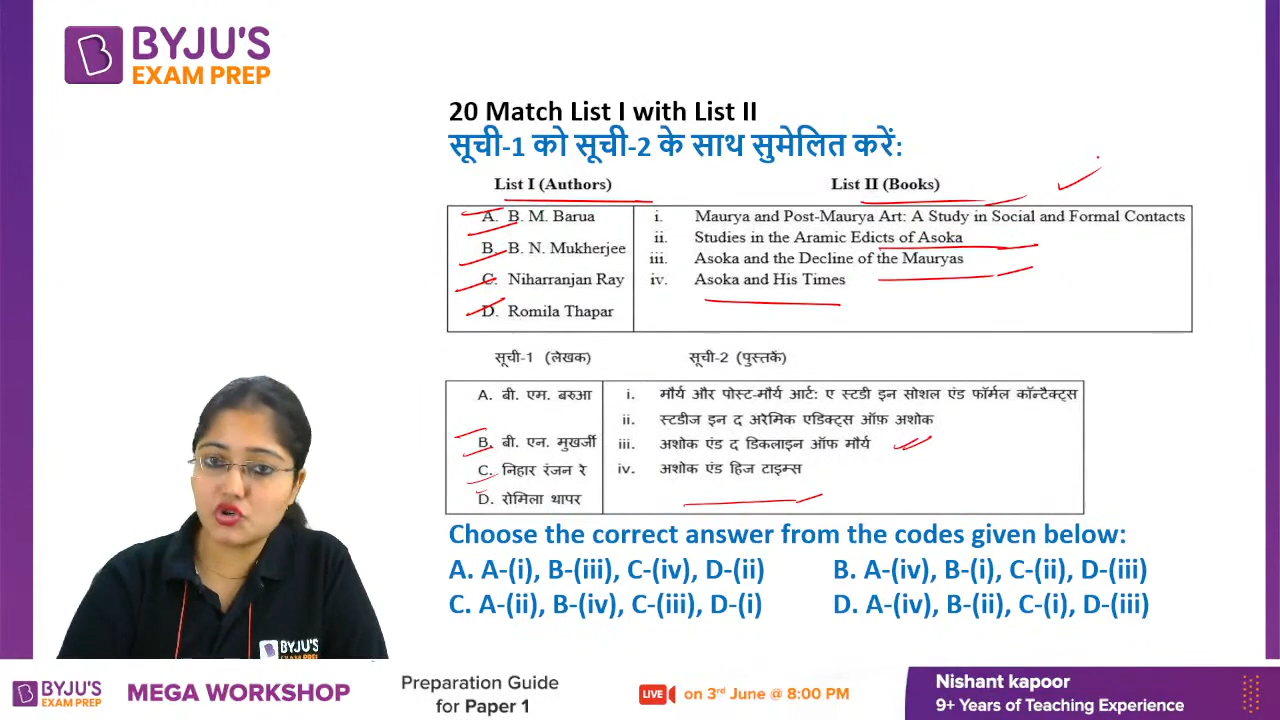 BYJU'S
EXAM PREP
20 Match List I with List II
सूची-1 को सूची-2 के साथ सुमेलित करें:
List I (Authors) List II (Books)
A. B. M. Barua
B. B. N. Mukherjee
C. Niharranjan Ray
D. Romila Thapar
i. Maurya and Post-Maurya Art: A Study in Social and Formal Contacts
ii. Studies in the Aramic Edicts of Asoka
iii. Asoka and the Decline of the Mauryas
iv. Asoka and His Times
सूची-1 (लेखक) सूची-2 (पुस्तकें)
A. बी. एम. बरुआ
B. बी. एन. मुखर्जी
C. निहार रंजन रे
D. रोमिला थापर
i. मौर्य और पोस्ट-मौर्य आर्ट: ए स्टडी इन सोशल एंड फॉर्मल कॉन्टैक्ट्स
ii. स्टडीज इन द अरेमिक एडिक्ट्स ऑफ़ अशोक
iii. अशोक एंड द डिकलाइन ऑफ मौर्य
iv. अशोक एंड हिज टाइम्स
Choose the correct answer from the codes given below:
A. A-(i), B-(iii), C-(iv), D-(ii) B. A-(iv), B-(i), C-(ii), D-(iii)
C. A-(ii), B-(iv), C-(iii), D-(i) D. A-(iv), B-(ii), C-(i), D-(iii)
BYJU'S
EXAM PREP
BYJU'S
EXAM PREP
MEGA WORKSHOP
Preparation Guide
for Paper 1
LIVE on 3rd June @ 8:00 PM
Nishant kapoor
9+ Years of Teaching Experience